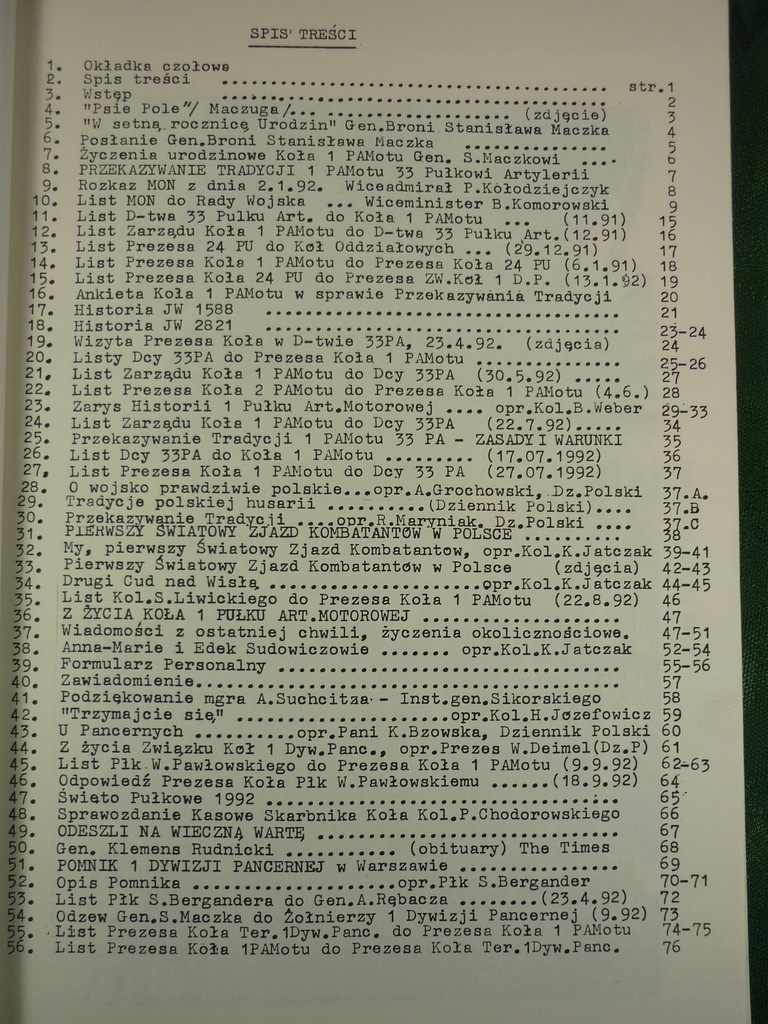 SPIS' TREŚCI
1. Okładka czołowa
2. Spis treści ........................................ str.1
3. Wstęp ........................................ 2
4. "Psie Pole"/ Maczuga/... .................... (zdjęcie) 3
5. "W setną rocznicę Urodzin" Gen.Broni Stanisława Maczka 4
6. Posłanie Gen.Broni Stanisława Maczka ............... 5
7. Życzenia urodzinowe Koła 1 PAMotu Gen. S.Maczkowi .... 6
8. PRZEKAZYWANIE TRADYCJI 1 PAMotu 33 Pułkowi Artylerii 7
9. Rozkaz MON z dnia 2.1.92. Wiceadmirał P.Kołodziejczyk 8
10. List MON do Rady Wojska ... Wiceminister B.Komorowski 9
11. List D-twa 33 Pulku Art. do Koła 1 PAMotu ... (11.91) 15
12. List Zarządu Koła 1 PAMotu do D-twa 33 Pułku Art.(12.91) 16
13. List Prezesa 24 PU do Kół Oddziałowych ... (29.12.91) 17
14. List Prezesa Koła 1 PAMotu do Prezesa Koła 24 PU (6.1.91) 18
15. List Prezesa Koła 24 PU do Prezesa ZW.Kół 1 D.P. (13.1.92) 19
16. Ankieta Koła 1 PAMotu w sprawie Przekazywania Tradycji 20
17. Historia JW 1588 ................................... 21
18. Historia JW 2821 ................................... 23-24
19. Wizyta Prezesa Koła w D-twie 33PA, 23.4.92. (zdjęcia) 24
20. Listy Dcy 33PA do Prezesa Koła 1 PAMotu .............. 25-26
21. List Zarządu Koła 1 PAMotu do Dcy 33PA (30.5.92) ..... 27
22. List Prezesa Koła 2 PAMotu do Prezesa Koła 1 PAMotu (4.6.) 28
23. Zarys Historii 1 Pułku Art.Motorowej .... opr.Kol.B.Weber 29-33
24. List Zarządu Koła 1 PAMotu do Dcy 33PA (22.7.92)..... 34
25. Przekazywanie Tradycji 1 PAMotu 33 PA - ZASADY I WARUNKI 35
26. List Dcy 33PA do Koła 1 PAMotu ......... (17.07.1992) 36
27. List Prezesa Koła 1 PAMotu do Dcy 33 PA (27.07.1992) 37
28. O wojsko prawdziwie polskie...opr.A.Grochowski, Dz.Polski 37.A.
29. Tradycje polskiej husarii ..........(Dziennik Polski).... 37.B
30. Przekazywanie Tradycji ....opr.R.Maryniak. Dz.Polski .... 37.C
31. PIERWSZY ŚWIATOWY ZJAZD KOMBATANTÓW W POLSCE .......... 38
32. My, pierwszy Światowy Zjazd Kombatantow, opr.Kol.K.Jatczak 39-41
33. Pierwszy Światowy Zjazd Kombatantów w Polsce (zdjęcia) 42-43
34. Drugi Cud nad Wisłą .....................opr.Kol.K.Jatczak 44-45
35. List Kol.S.Liwickiego do Prezesa Koła 1 PAMotu (22.8.92) 46
36. Z ŻYCIA KOŁA 1 PUŁKU ART.MOTOROWEJ ................... 47
37. Wiadomości z ostatniej chwili, życzenia okolicznościowe. 47-51
38. Anna-Marie i Edek Sudowiczowie ....... opr.Kol.K.Jatczak 52-54
39. Formularz Personalny .................................. 55-56
40. Zawiadomienie.......................................... 57
41. Podziękowanie mgra A.Suchcitza - Inst.gen.Sikorskiego 58
42. "Trzymajcie się" .......................opr.Kol.H.Józefowicz 59
43. U Pancernych .........opr.Pani K.Bzowska, Dziennik Polski 60
44. Z życia Związku Kół 1 Dyw.Panc., opr.Prezes W.Deimel(Dz.P) 61
45. List Płk W.Pawłowskiego do Prezesa Koła 1 PAMotu (9.9.92) 62-63
46. Odpowiedź Prezesa Koła Płk W.Pawłowskiemu ......(18.9.92) 64
47. Święto Pułkowe 1992 ................................... 65
48. Sprawozdanie Kasowe Skarbnika Koła Kol.P.Chodorowskiego 66
49. ODESZLI NA WIECZNĄ WARTĘ .............................. 67
50. Gen. Klemens Rudnicki ........... (obituary) The Times 68
51. POMNIK 1 DYWIZJI PANCERNEJ w Warszawie ................ 69
52. Opis Pomnika .....................opr.Płk S.Bergander 70-71
53. List Płk S.Bergandera do Gen.A.Rębacza ........(23.4.92) 72
54. Odzew Gen.S.Maczka do Żołnierzy 1 Dywizji Pancernej (9.92) 73
55. List Prezesa Koła Ter.1Dyw.Panc. do Prezesa Koła 1 PAMotu 74-75
56. List Prezesa Koła 1PAMotu do Prezesa Koła Ter.1Dyw.Panc. 76